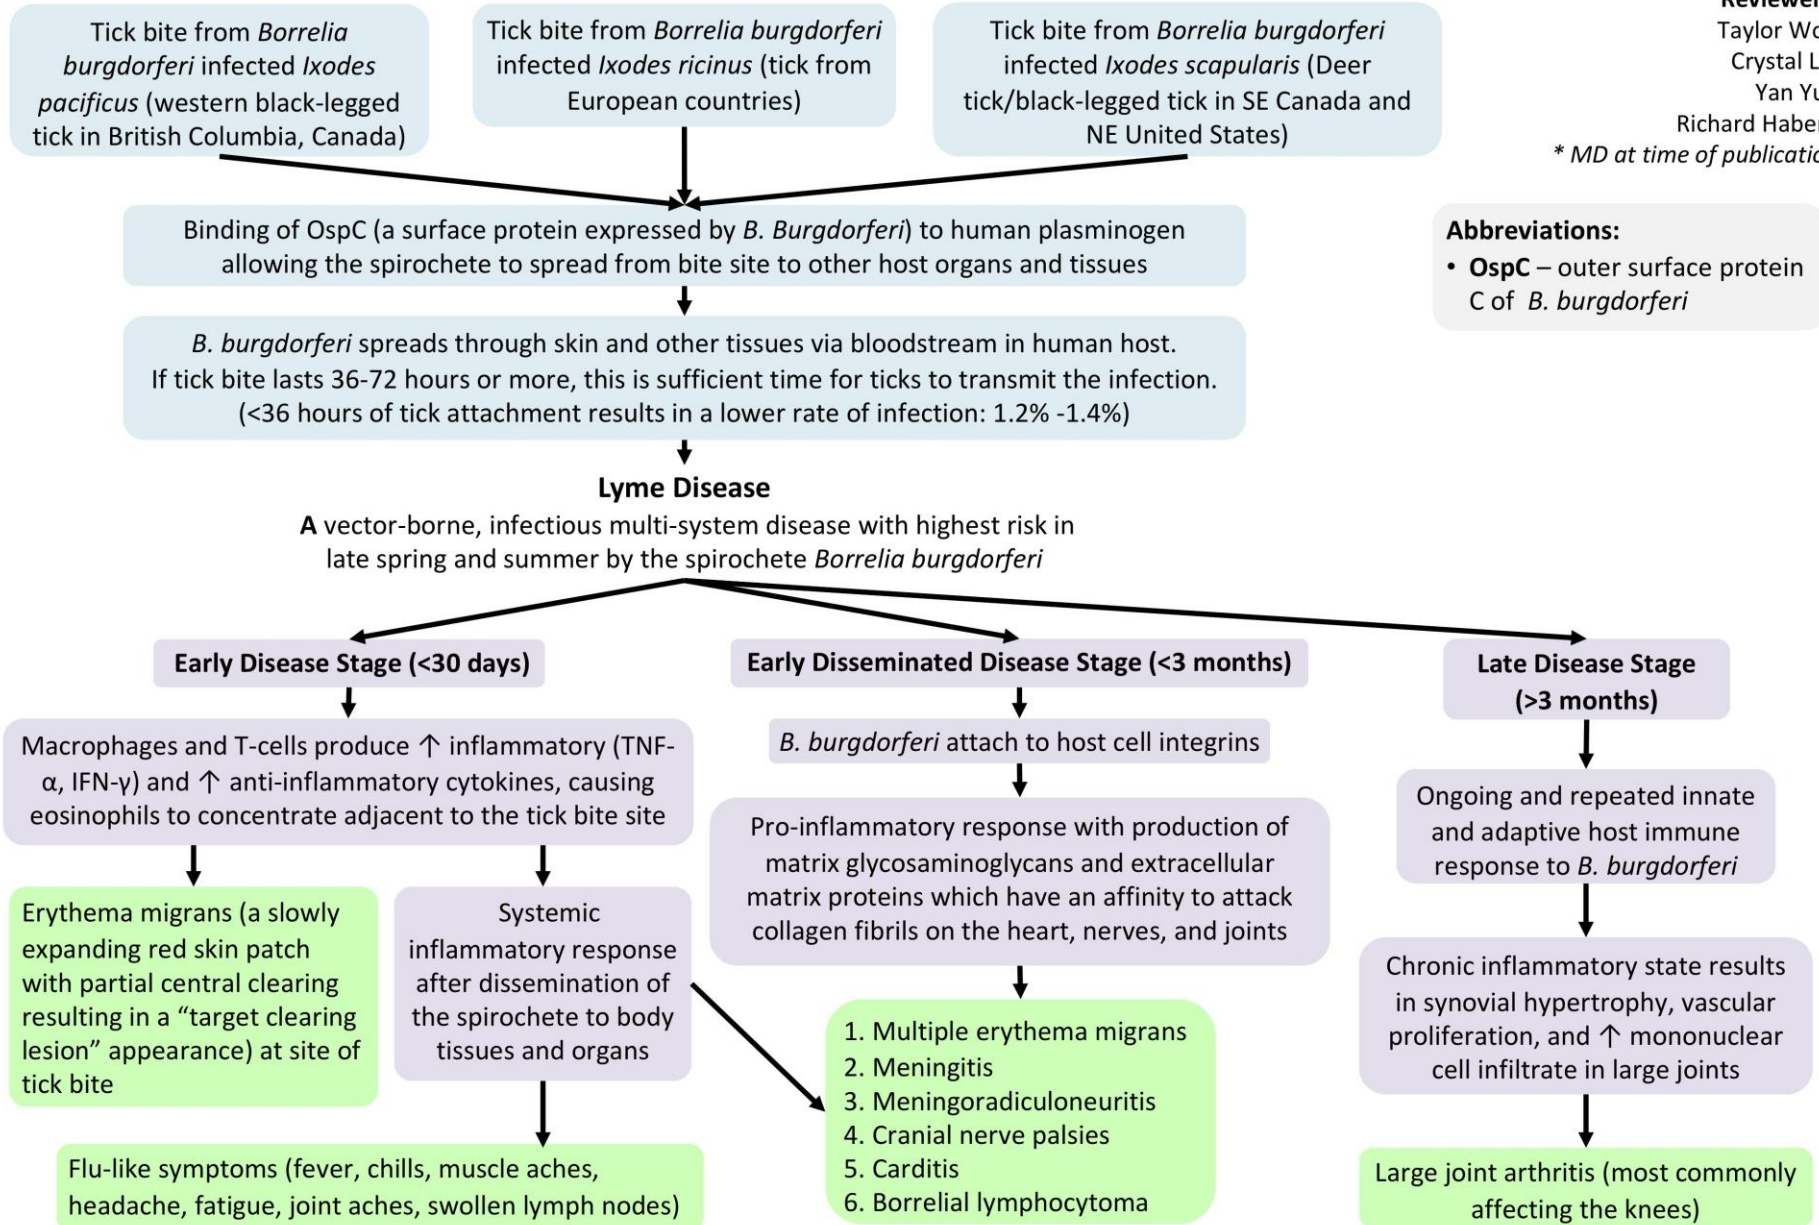 Tick bite from Borrelia
burgdorferi infected Ixodes
pacificus (western black-legged
tick in British Columbia, Canada)
Tick bite from Borrelia burgdorferi
infected Ixodes ricinus (tick from
European countries)
Tick bite from Borrelia burgdorferi
infected Ixodes scapularis (Deer
tick/black-legged tick in SE Canada and
NE United States)
Taylor
Crystal
Yan
Richard
* MD at time of
Binding of OspC (a surface protein expressed by B. Burgdorferi) to human plasminogen
allowing the spirochete to spread from bite site to other host organs and tissues
Abbreviations:
• OspC – outer surface protein
C of B. burgdorferi
B. burgdorferi spreads through skin and other tissues via bloodstream in human host.
If tick bite lasts 36-72 hours or more, this is sufficient time for ticks to transmit the infection.
(<36 hours of tick attachment results in a lower rate of infection: 1.2% -1.4%)
Lyme Disease
A vector-borne, infectious multi-system disease with highest risk in
late spring and summer by the spirochete Borrelia burgdorferi
Early Disease Stage (<30 days)
Macrophages and T-cells produce ↑ inflammatory (TNF-
α, IFN-γ) and ↑ anti-inflammatory cytokines, causing
eosinophils to concentrate adjacent to the tick bite site
Erythema migrans (a slowly
expanding red skin patch
with partial central clearing
resulting in a “target clearing
lesion” appearance) at site of
tick bite
Systemic
inflammatory response
after dissemination of
the spirochete to body
tissues and organs
Flu-like symptoms (fever, chills, muscle aches,
headache, fatigue, joint aches, swollen lymph nodes)
Early Disseminated Disease Stage (<3 months)
B. burgdorferi attach to host cell integrins
Pro-inflammatory response with production of
matrix glycosaminoglycans and extracellular
matrix proteins which have an affinity to attack
collagen fibrils on the heart, nerves, and joints
1. Multiple erythema migrans
2. Meningitis
3. Meningoradiculoneuritis
4. Cranial nerve palsies
5. Carditis
6. Borrelial lymphocytoma
Late Disease Stage
(>3 months)
Ongoing and repeated innate
and adaptive host immune
response to B. burgdorferi
Chronic inflammatory state results
in synovial hypertrophy, vascular
proliferation, and ↑ mononuclear
cell infiltrate in large joints
Large joint arthritis (most commonly
affecting the knees)